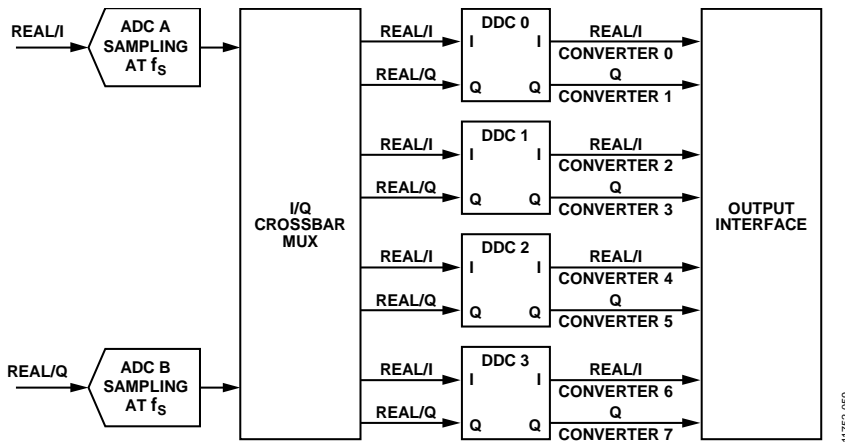 REAL/I
ADC A
SAMPLING
AT fS
I/Q
CROSSBAR
MUX
REAL/I
REAL/Q
DDC 0
I
I
Q
Q
REAL/I
CONVERTER 0
Q
CONVERTER 1
REAL/I
REAL/Q
DDC 1
I
I
Q
Q
REAL/I
CONVERTER 2
Q
CONVERTER 3
REAL/I
REAL/Q
DDC 2
I
I
Q
Q
REAL/I
CONVERTER 4
Q
CONVERTER 5
REAL/Q
ADC B
SAMPLING
AT fS
REAL/I
REAL/Q
DDC 3
I
I
Q
Q
REAL/I
CONVERTER 6
Q
CONVERTER 7
OUTPUT
INTERFACE